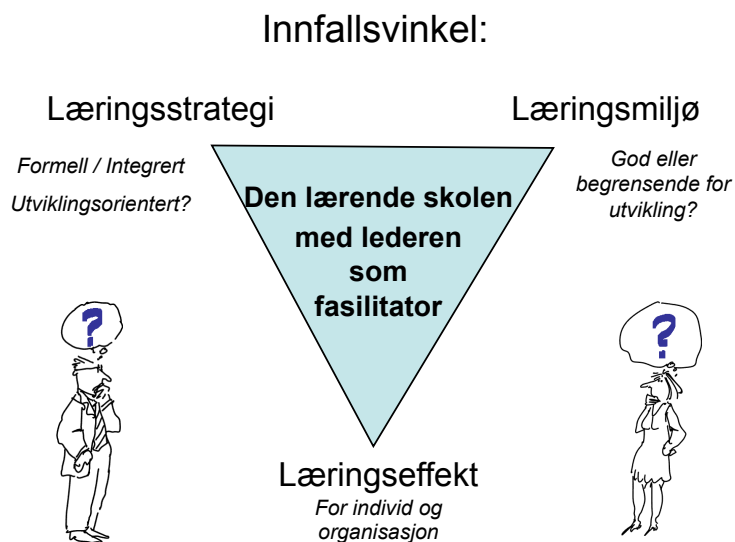 Innfallsvinkel:
Læringsstrategi
Formell / Integrert
Utviklingsorientert?
Læringsmiljø
God eller
begrensende for
utvikling?
Den lærende skolen
med lederen
som
fasilitator
?
?
Læringseffekt
For individ og
organisasjon